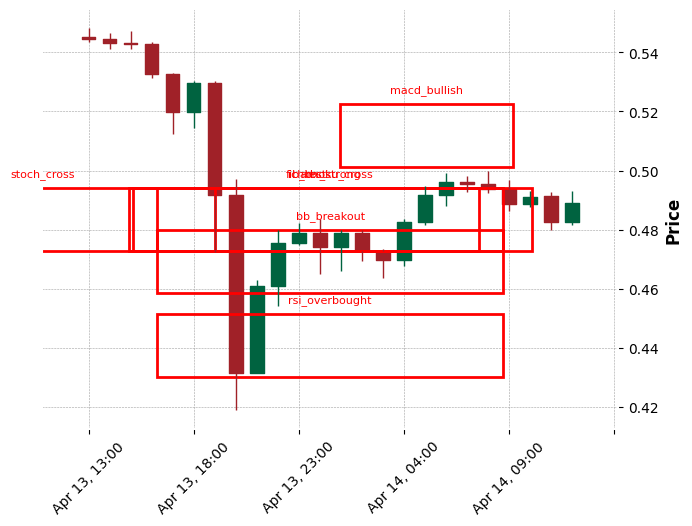 0.54
macd_bullish
0.52
stoch_cross
0.50
bb_breakout
0.48
Price
0.46
rsi_overbought
0.44
0.42
Apr 13, 13:00
Apr 13, 18:00
Apr 13, 23:00
Apr 14, 04:00
Apr 14, 09:00